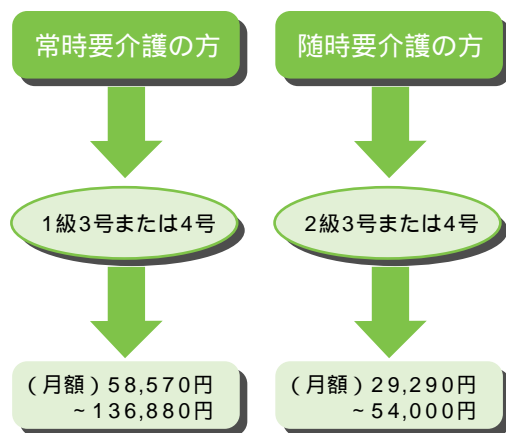 常時要介護の方
随時要介護の方
1級3号または4号
2級3号または4号
(月額)58,570円
~136,880円
(月額)29,290円
~54,000円